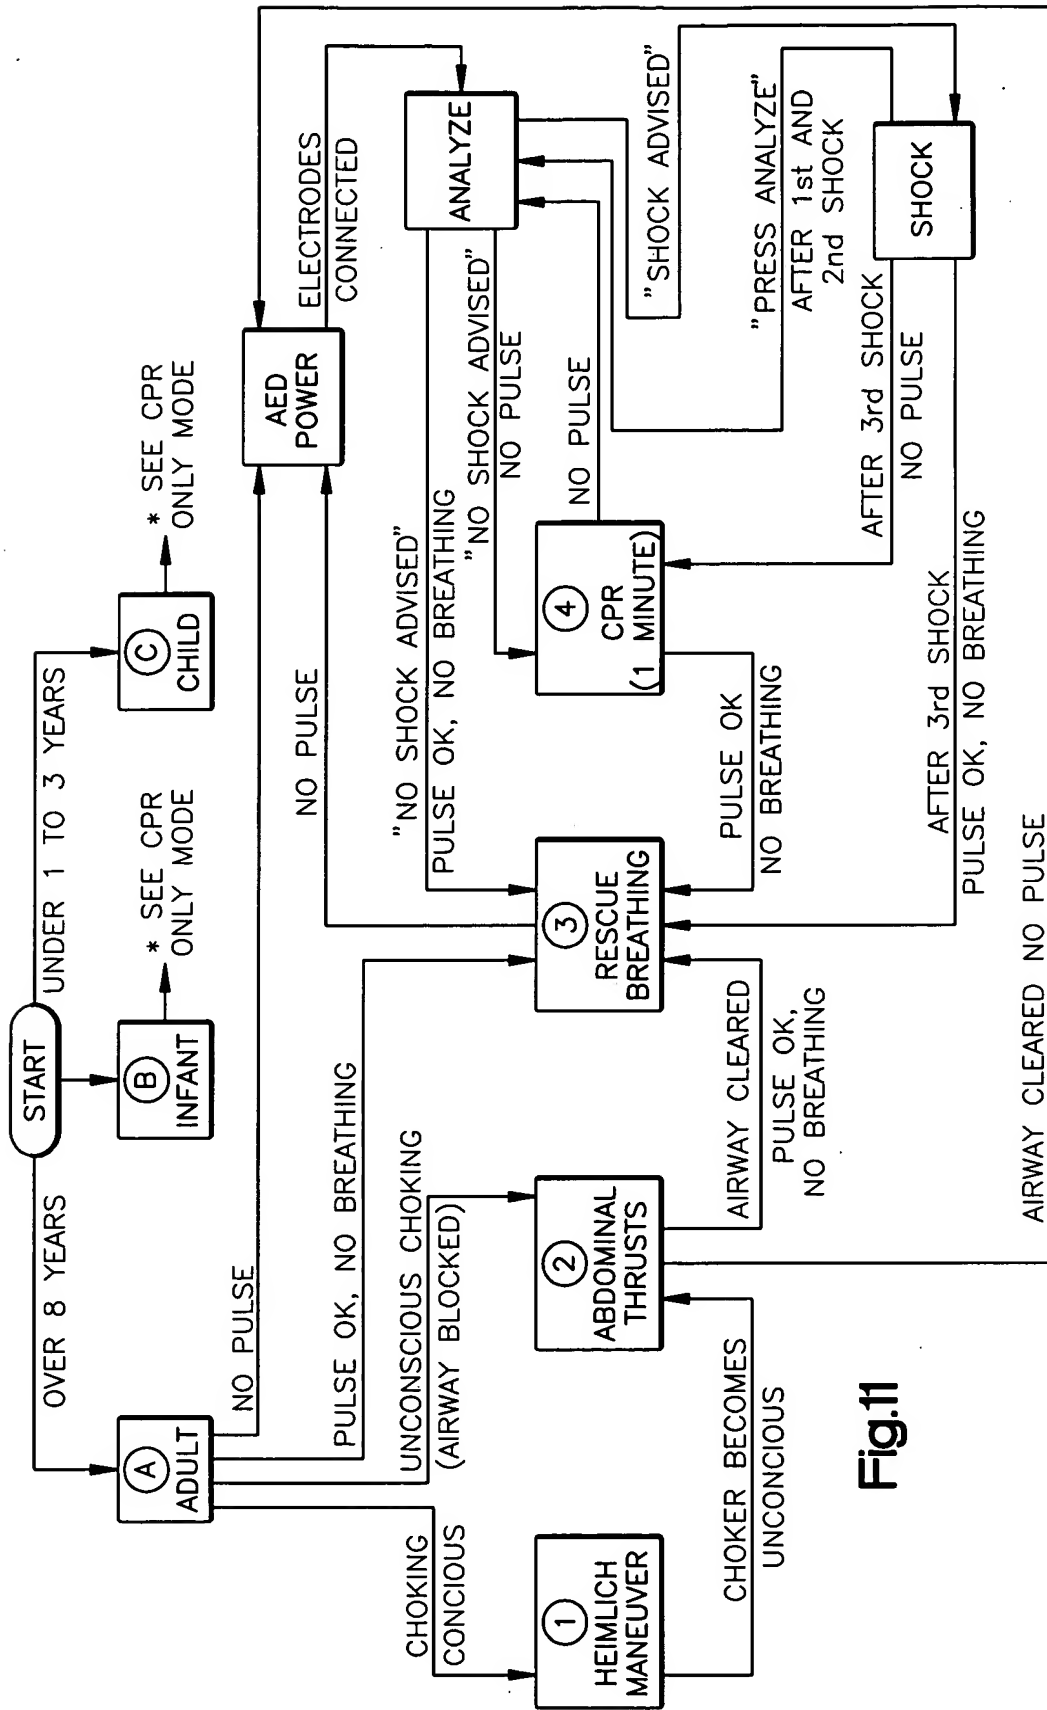 START
OVER 8 YEARS
UNDER 1 TO 3 YEARS
A
ADULT
B
INFANT
* SEE CPR
ONLY MODE
C
CHILD
* SEE CPR
ONLY MODE
NO PULSE
NO PULSE
AED
POWER
ELECTRODES
CONNECTED
PULSE OK, NO BREATHING
UNCONSCIOUS CHOKING
(AIRWAY BLOCKED)
CHOKING
CONCIOUS
"NO SHOCK ADVISED"
PULSE OK, NO BREATHING
"NO SHOCK ADVISED"
NO PULSE
ANALYZE
1
HEIMLICH
MANEUVER
2
ABDOMINAL
THRUSTS
3
RESCUE
BREATHING
4
CPR
(1 MINUTE)
NO PULSE
"SHOCK ADVISED"
CHOKER BECOMES
UNCONCIOUS
AIRWAY CLEARED
PULSE OK,
NO BREATHING
PULSE OK
NO BREATHING
"PRESS ANALYZE"
AFTER 1st AND
2nd SHOCK
AFTER 3rd SHOCK
NO PULSE
SHOCK
AFTER 3rd SHOCK
PULSE OK, NO BREATHING
AIRWAY CLEARED NO PULSE
Fig.11